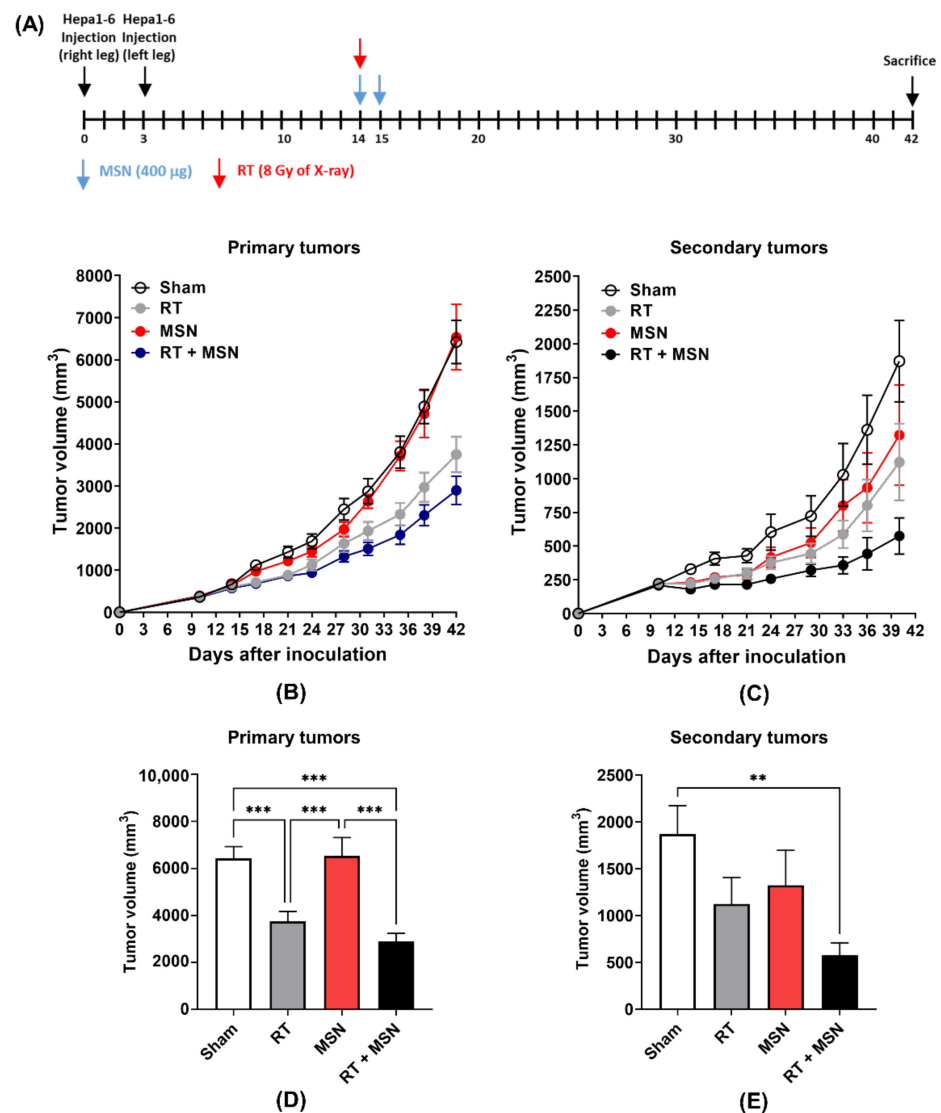 (A)
Hepa1-6 Hepa1-6
Injection Injection
(right leg) (left leg)
Sacrifice
0 3 10 14 15 20 30 40 42
MSN (400 µg) RT (8 Gy of X-ray)
Primary tumors
Tumor volume (mm³)
8000
7000
6000
5000
4000
3000
2000
1000
0
Sham
RT
MSN
RT + MSN
0 3 6 9 12 15 18 21 24 27 30 33 36 39 42
Days after inoculation
(B)
Secondary tumors
Tumor volume (mm³)
2500
2250
2000
1750
1500
1250
1000
750
500
250
0
Sham
RT
MSN
RT + MSN
0 3 6 9 12 15 18 21 24 27 30 33 36 39 42
Days after inoculation
(C)
Primary tumors
Tumor volume (mm³)
10,000
8000
6000
4000
2000
0
***
*** *** ***
Sham RT MSN RT + MSN
(D)
Secondary tumors
Tumor volume (mm³)
2500
2000
1500
1000
500
0
**
Sham RT MSN RT + MSN
(E)